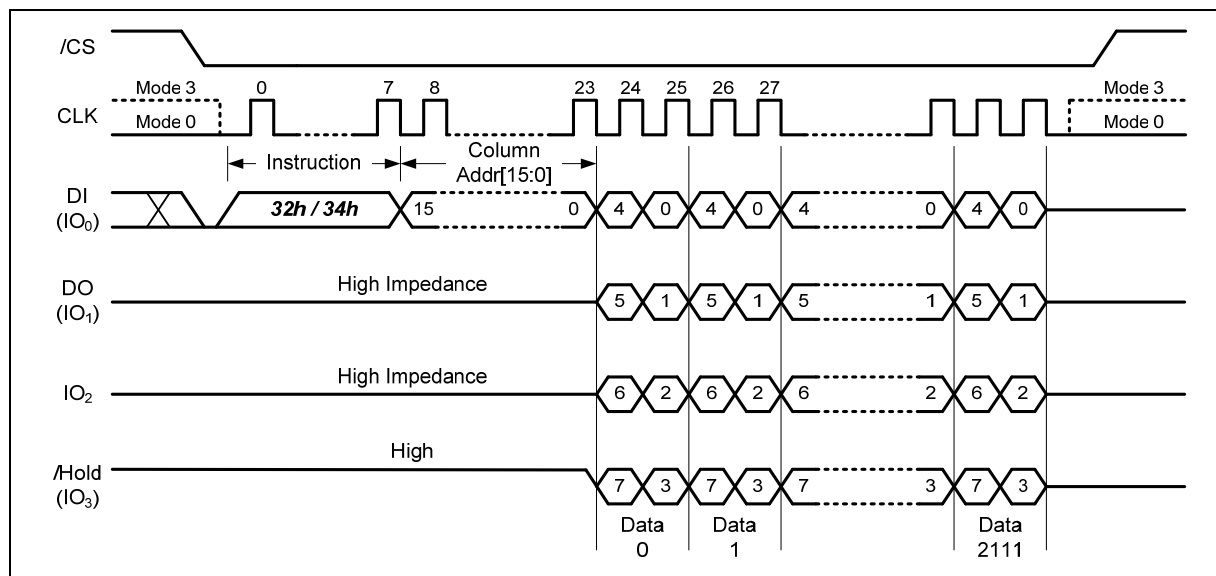 /CS
Mode 3 0 7 8 23 24 25 26 27 Mode 3
CLK
Mode 0 Mode 0
Instruction Column Addr[15:0]
DI (IO0) 32h / 34h 15 0 4 0 4 0 4 0 4 0
DO (IO1) High Impedance 5 1 5 1 5 1 5 1
IO2 High Impedance 6 2 6 2 6 2 6 2
/Hold (IO3) High 7 3 7 3 7 3 7 3
Data 0 Data 1 Data 2111